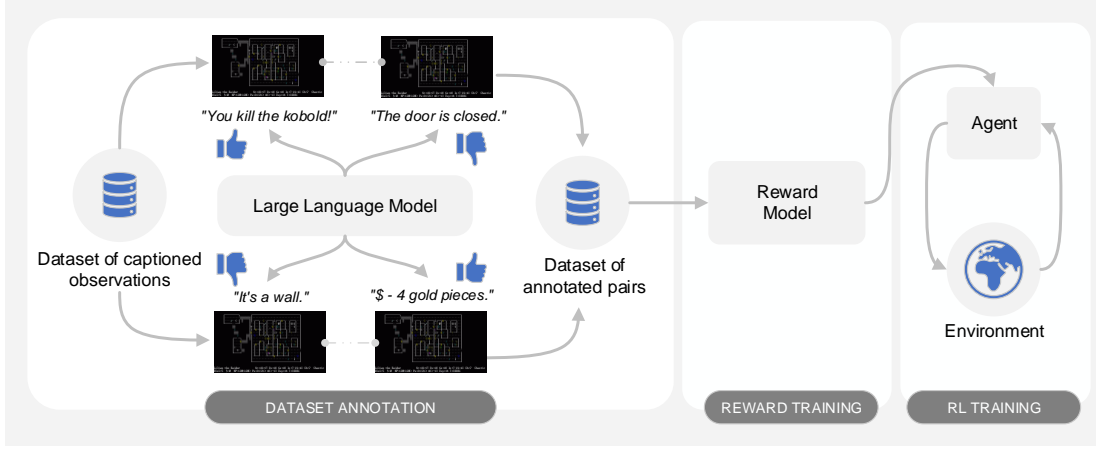 "You kill the kobold!"
"The door is closed."
Large Language Model
Dataset of captioned
observations
"It's a wall."
"$ - 4 gold pieces."
Dataset of
annotated pairs
DATASET ANNOTATION
Reward
Model
REWARD TRAINING
Agent
Environment
RL TRAINING